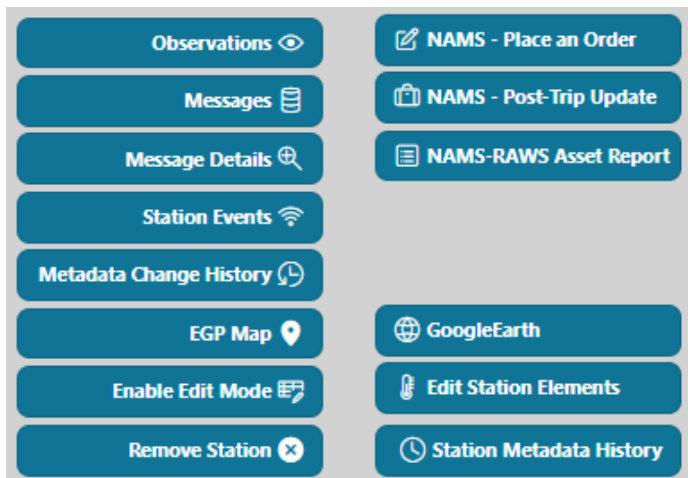 Observations
Messages
Message Details
Station Events
Metadada Change History
EGP Map
Enable Edit Mode
Remove Station
NAMS - Place an Order
NAMS - Post-Trip Update
NAMS-RAWS Asset Report
GoogleEarth
Edit Station Elements
Station Metadata History